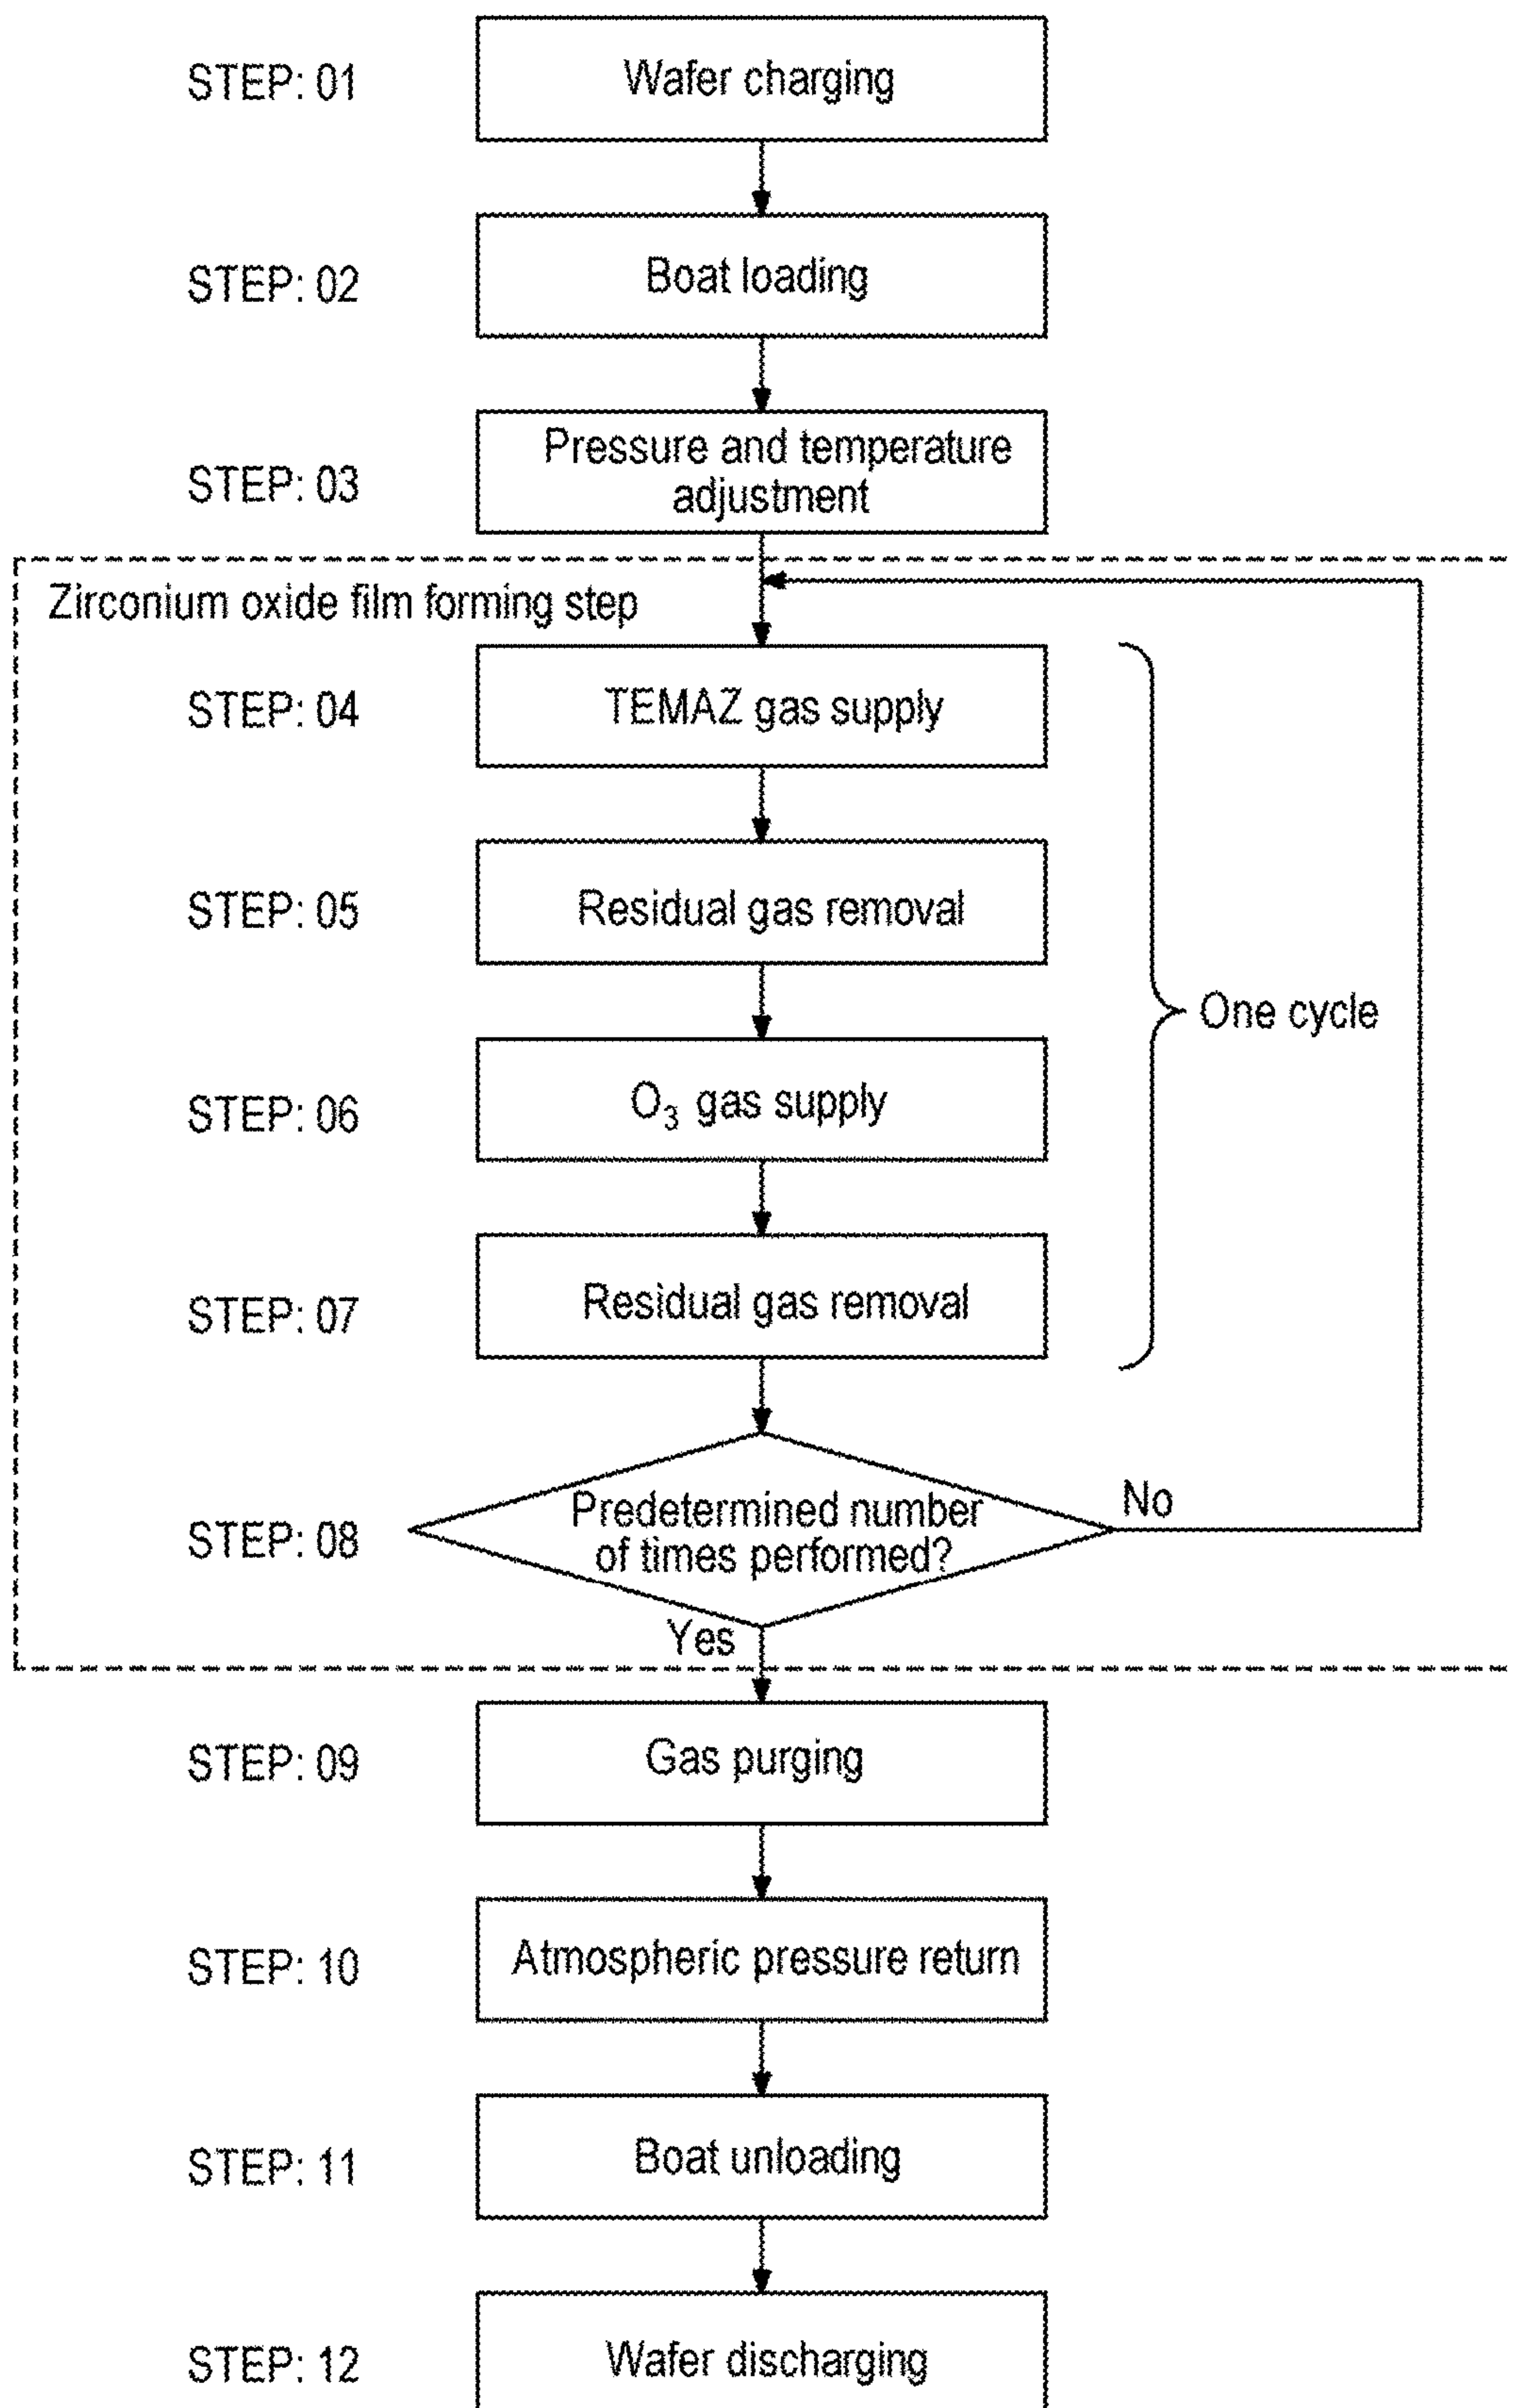 STEP: 01
Wafer charging
STEP: 02
Boat loading
STEP: 03
Pressure and temperature
adjustment
Zirconium oxide film forming step
STEP: 04
TEMAZ gas supply
STEP: 05
Residual gas removal
One cycle
STEP: 06
O₃ gas supply
STEP: 07
Residual gas removal
STEP: 08
Predetermined number
of times performed?
No
Yes
STEP: 09
Gas purging
STEP: 10
Atmospheric pressure return
STEP: 11
Boat unloading
STEP: 12
Wafer discharging